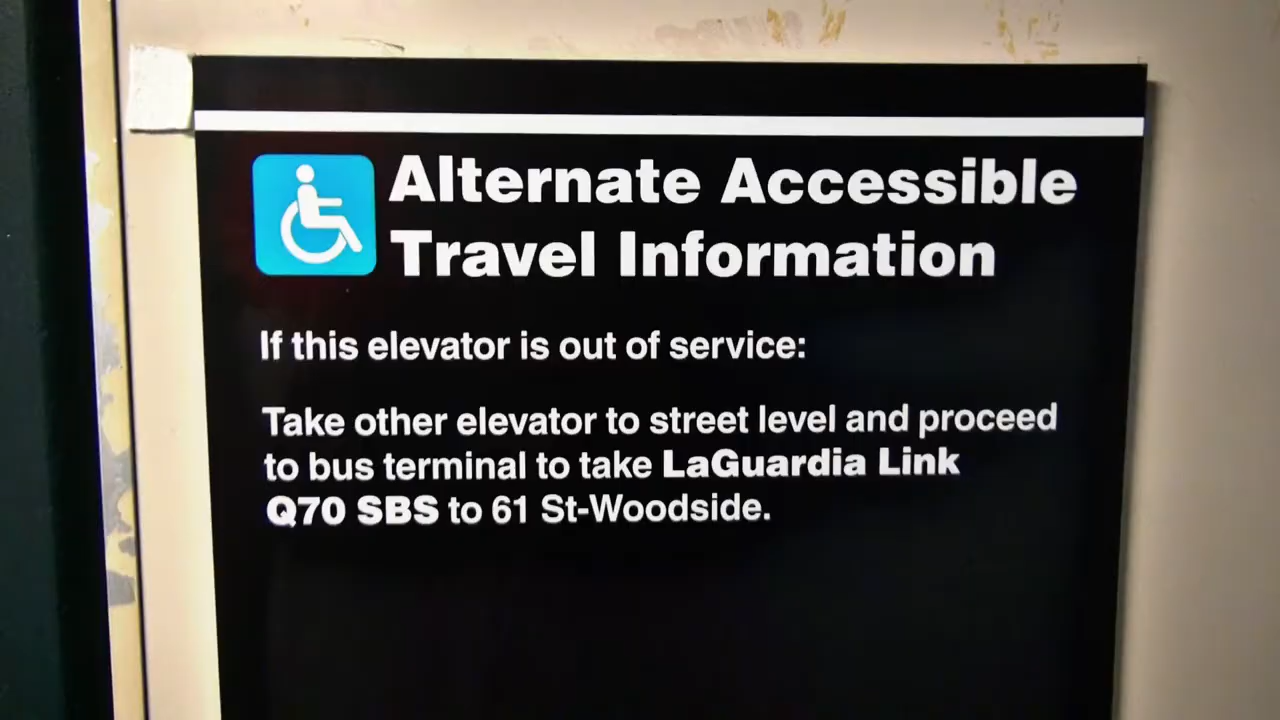 Alternate Accessible
Travel Information
If this elevator is out of service:
Take other elevator to street level and proceed
to bus terminal to take LaGuardia Link
Q70 SBS to 61 St-Woodside.